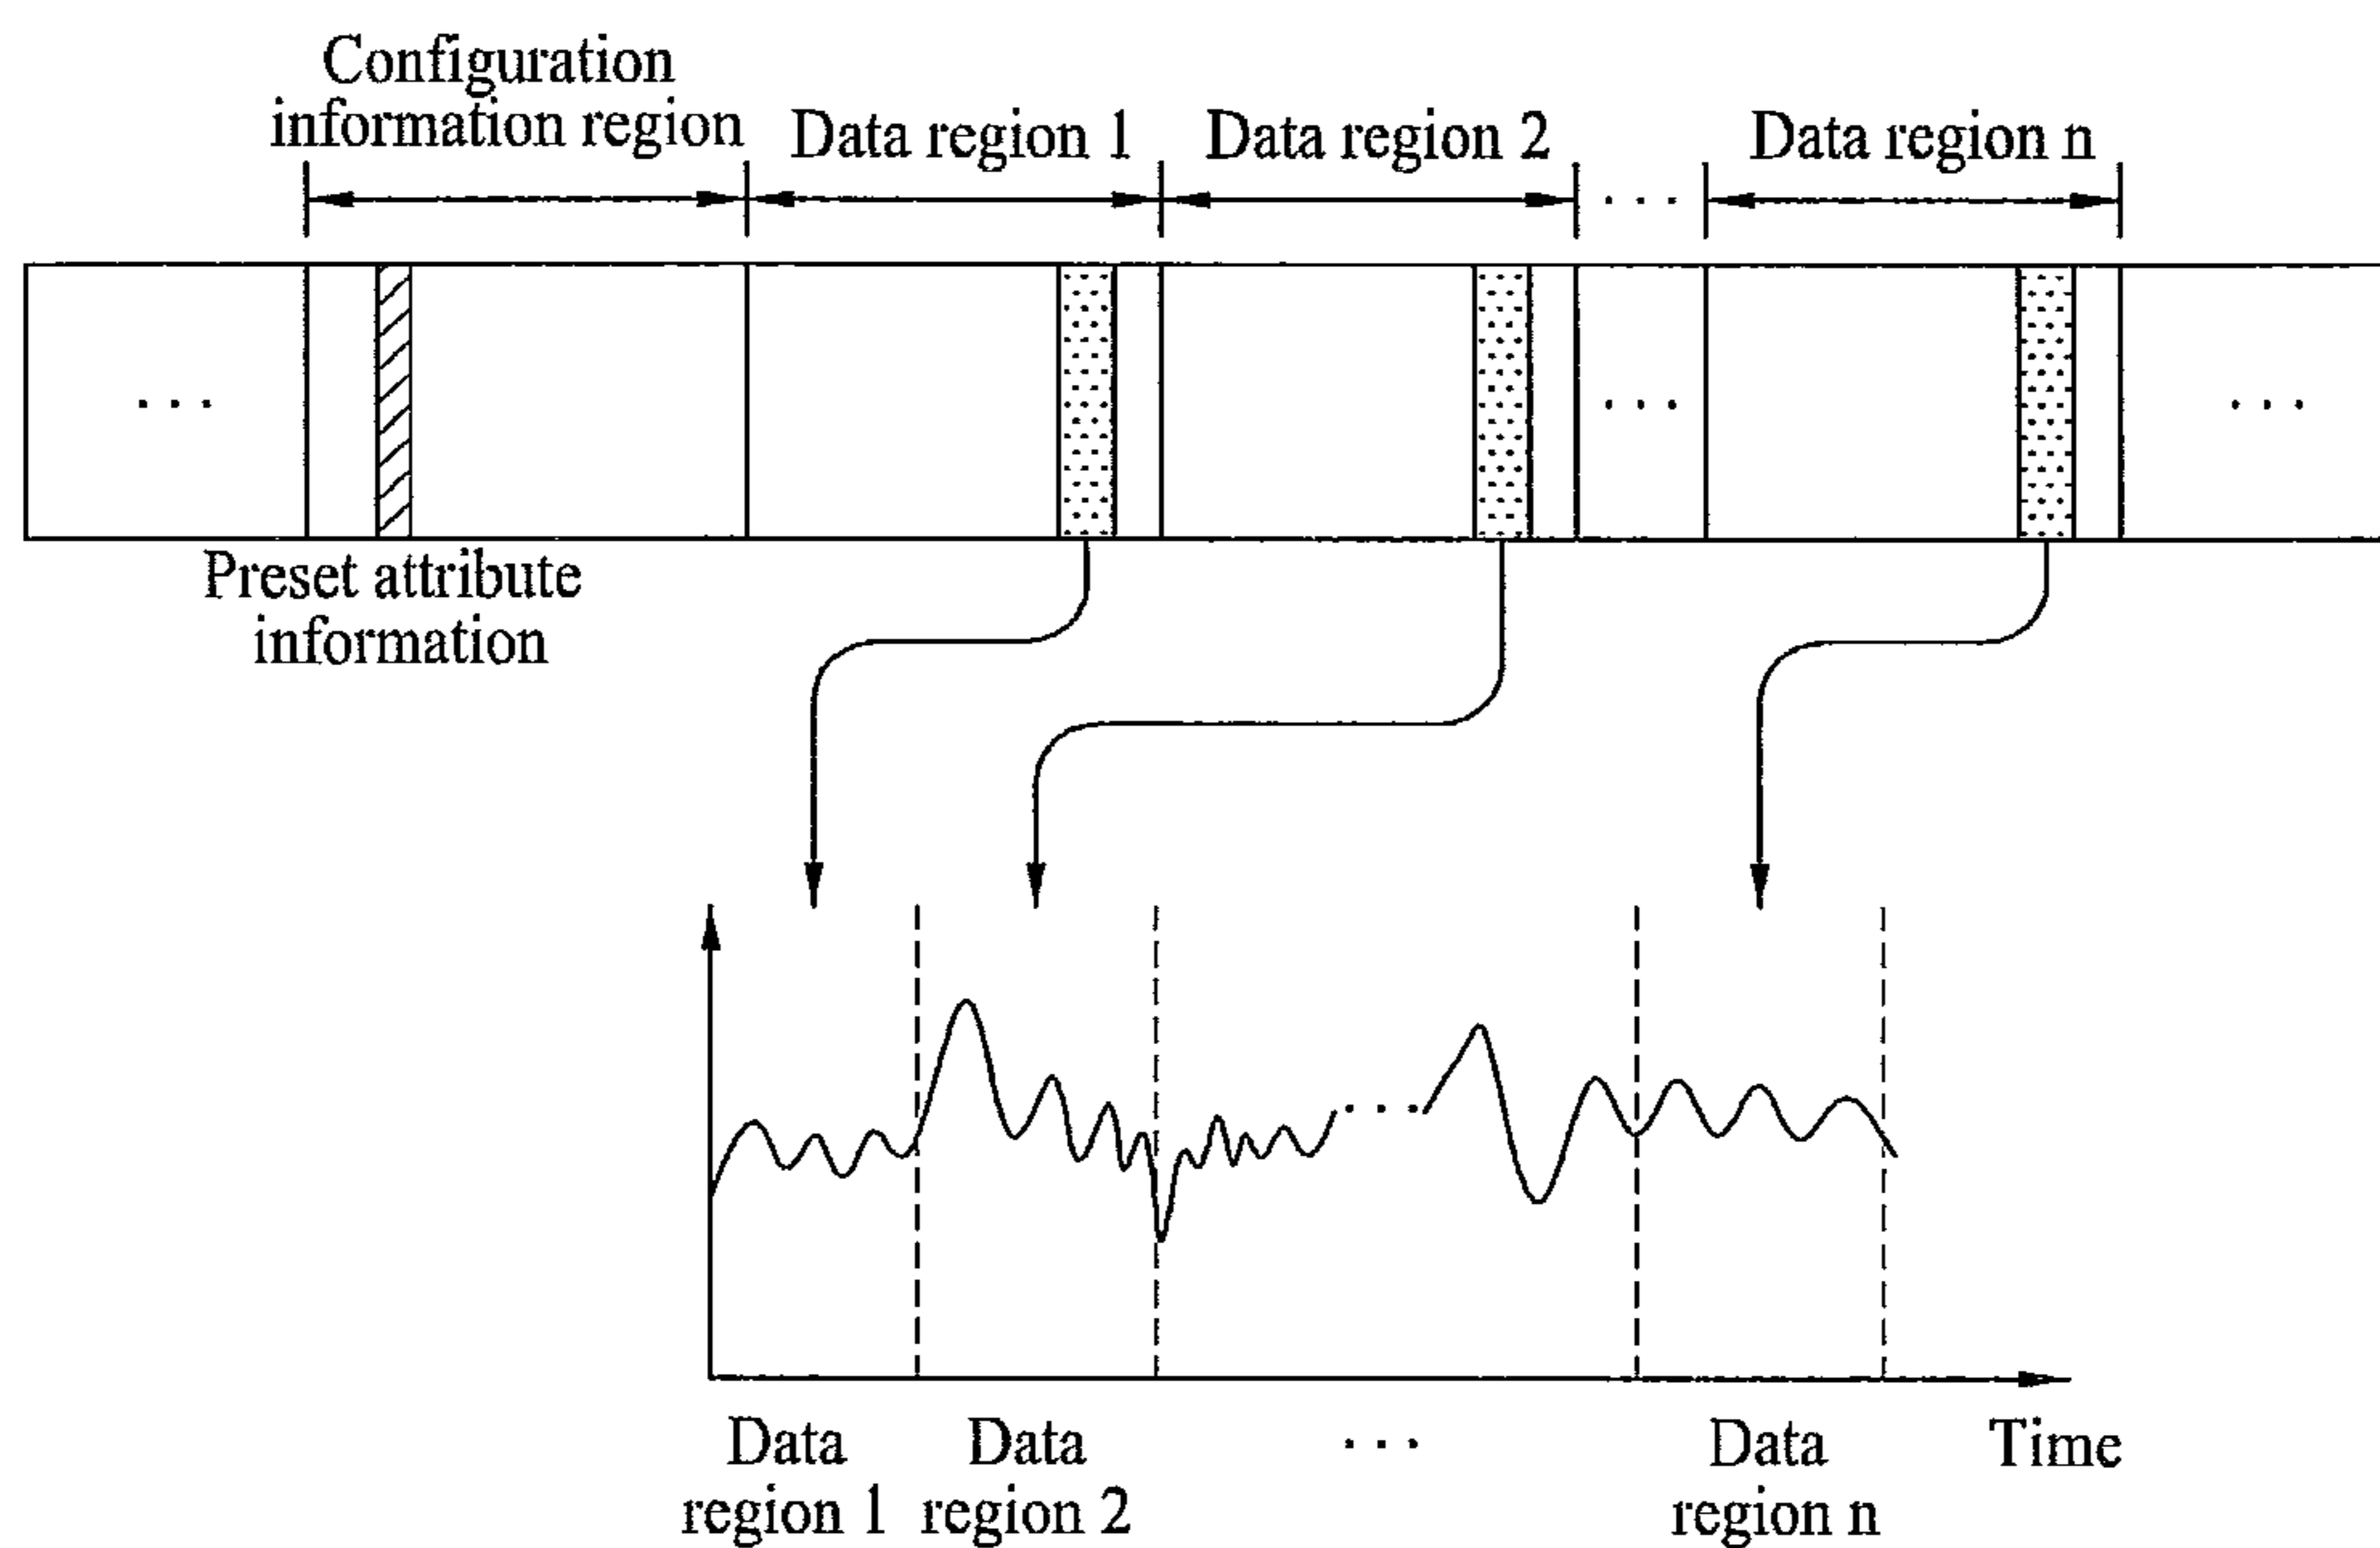 Configuration
information region
Data region 1
Data region 2
Data region n
...
...
...
...
Preset attribute
information
...
Data
region 1
Data
region 2
...
Data
region n
Time